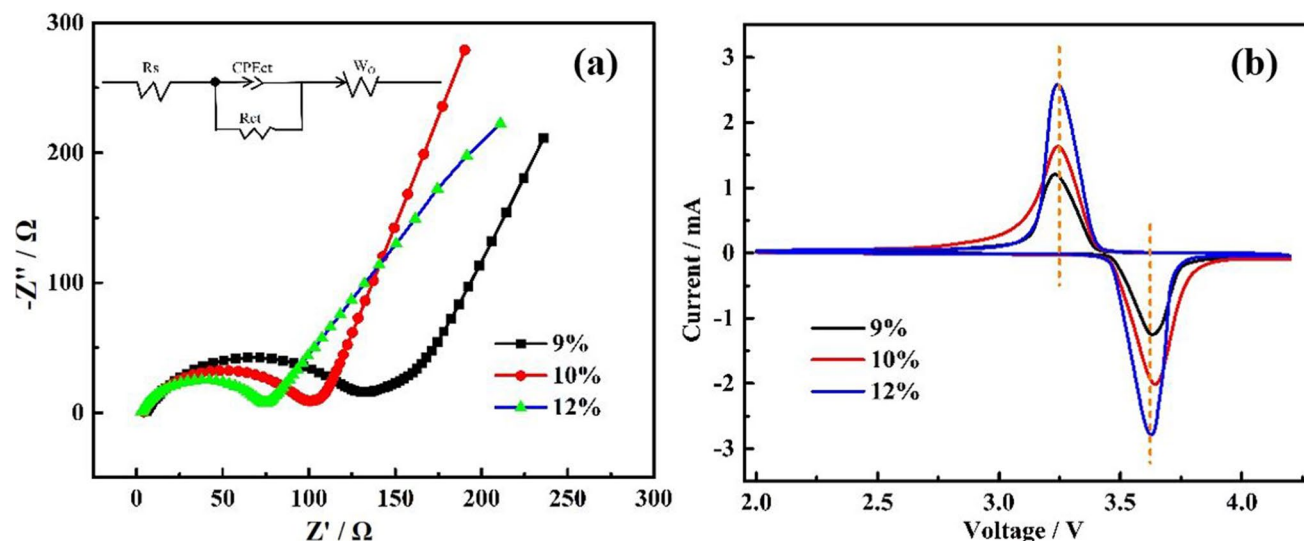 (a)
Rs
CPEct
Rct
Wo
-Z'' / Ω
300
200
100
0
9%
10%
12%
0 50 100 150 200 250 300
Z' / Ω
(b)
Current / mA
3
2
1
0
-1
-2
-3
9%
10%
12%
2.0 2.5 3.0 3.5 4.0
Voltage / V